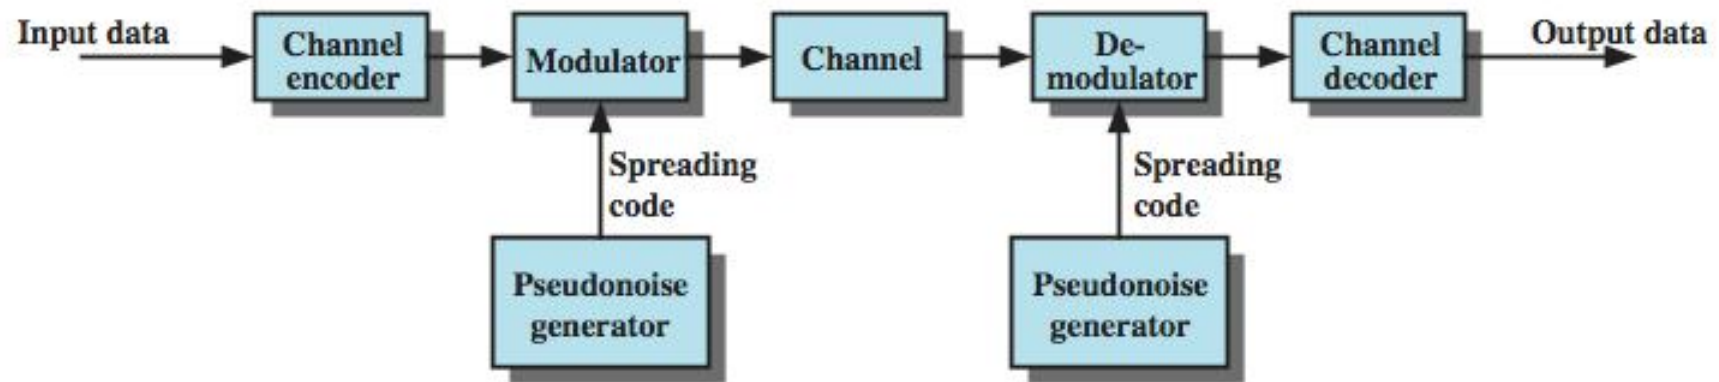 Input data
Channel
encoder
Modulator
Channel
De-
modulator
Channel
decoder
Output data
Spreading
code
Spreading
code
Pseudonoise
generator
Pseudonoise
generator